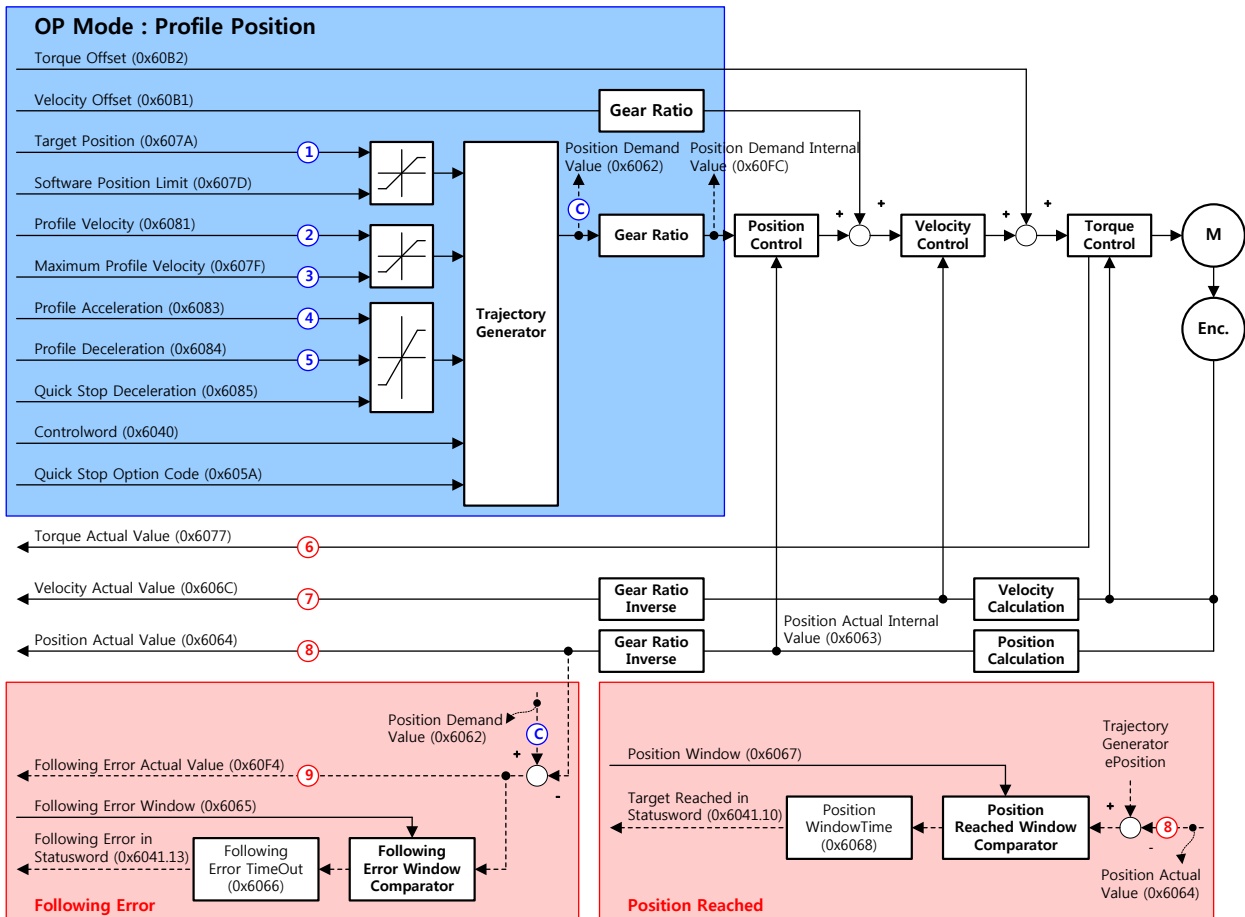 OP Mode : Profile Position
Torque Offset (0x60B2)
Velocity Offset (0x60B1)
Gear Ratio
Target Position (0x607A)
1
Position Demand
Value (0x6062)
Position Demand Internal
Value (0x60FC)
Software Position Limit (0x607D)
C
Profile Velocity (0x6081)
2
Gear Ratio
Position
Control
+
+
Velocity
Control
+
+
Torque
Control
M
Maximum Profile Velocity (0x607F)
3
Profile Acceleration (0x6083)
4
Trajectory
Generator
Enc.
Profile Deceleration (0x6084)
5
Quick Stop Deceleration (0x6085)
Controlword (0x6040)
Quick Stop Option Code (0x605A)
Torque Actual Value (0x6077)
6
Velocity Actual Value (0x606C)
7
Gear Ratio
Inverse
Velocity
Calculation
Position Actual Internal
Value (0x6063)
Position Actual Value (0x6064)
8
Gear Ratio
Inverse
Position
Calculation
Position Demand
Value (0x6062)
C
+
-
Following Error Actual Value (0x60F4)
9
Following Error Window (0x6065)
Following Error in
Statusword (0x6041.13)
Following
Error TimeOut
(0x6066)
Following
Error Window
Comparator
Following Error
Trajectory
Generator
ePosition
Position Window (0x6067)
Target Reached in
Statusword (0x6041.10)
Position
WindowTime
(0x6068)
Position
Reached Window
Comparator
+
-
8
Position Actual
Value (0x6064)
Position Reached